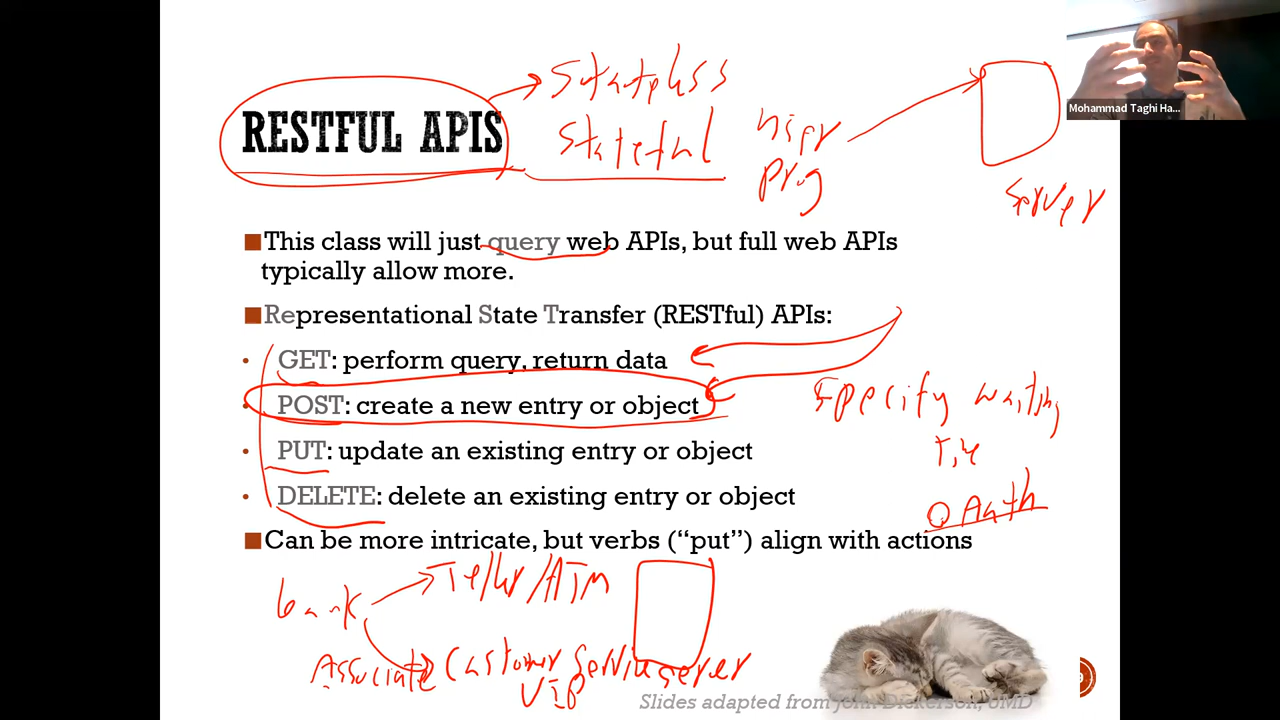 RESTFUL APIS
Stateless
Stateful
user
prog
server
Mohammad Taghi Ha...
■This class will just query web APIs, but full web APIs
typically allow more.
■Representational State Transfer (RESTful) APIs:
• GET: perform query, return data
• POST: create a new entry or object
• PUT: update an existing entry or object
• DELETE: delete an existing entry or object
specify waiting
OAuth
■Can be more intricate, but verbs (“put”) align with actions
bank
Teller/ATM
Associate
Customer Service
server
VIP
Slides adapted from John Dickerson, UMD